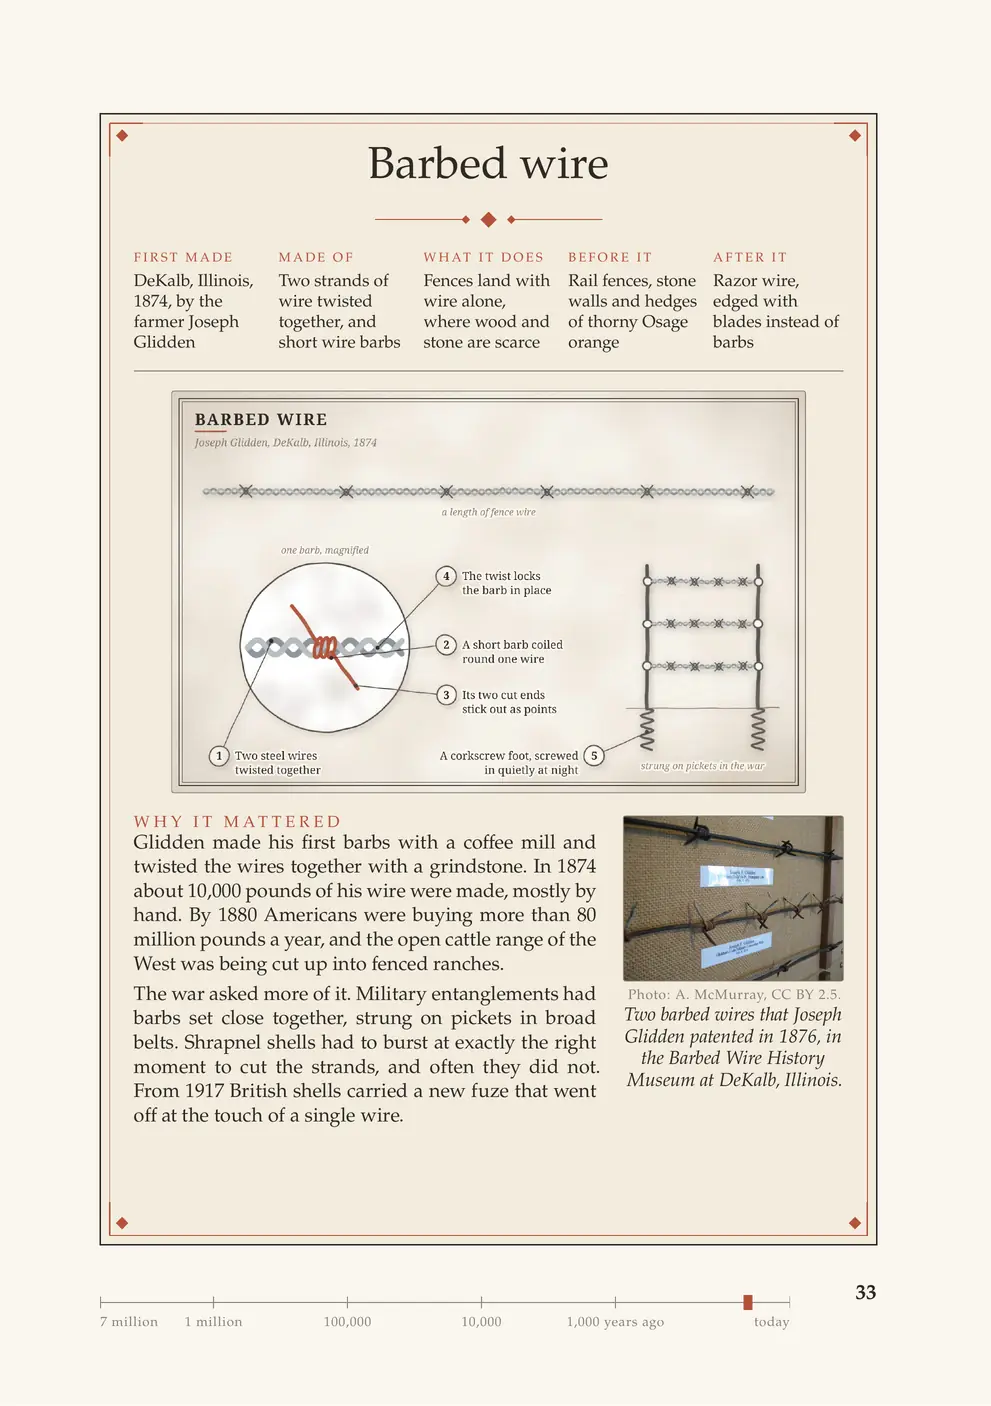 Barbed wire
FIRST MADE
DeKalb, Illinois,
1874, by the
farmer Joseph
Glidden
MADE OF
Two strands of
wire twisted
together, and
short wire barbs
WHAT IT DOES
Fences land with
wire alone,
where wood and
stone are scarce
BEFORE IT
Rail fences, stone
walls and hedges
of thorny Osage
orange
AFTER IT
Razor wire,
edged with
blades instead of
barbs
BARBED WIRE
Joseph Glidden, DeKalb, Illinois, 1874
a length of fence wire
one barb, magnified
4 The twist locks
the barb in place
2 A short barb coiled
round one wire
3 Its two cut ends
stick out as points
1 Two steel wires
twisted together
A corkscrew foot, screwed 5
in quietly at night
strung on pickets in the war
WHY IT MATTERED
Glidden made his first barbs with a coffee mill and
twisted the wires together with a grindstone. In 1874
about 10,000 pounds of his wire were made, mostly by
hand. By 1880 Americans were buying more than 80
million pounds a year, and the open cattle range of the
West was being cut up into fenced ranches.
The war asked more of it. Military entanglements had
barbs set close together, strung on pickets in broad
belts. Shrapnel shells had to burst at exactly the right
moment to cut the strands, and often they did not.
From 1917 British shells carried a new fuze that went
off at the touch of a single wire.
Photo: A. McMurray, CC BY 2.5.
Two barbed wires that Joseph
Glidden patented in 1876, in
the Barbed Wire History
Museum at DeKalb, Illinois.
33
7 million 1 million 100,000 10,000 1,000 years ago today